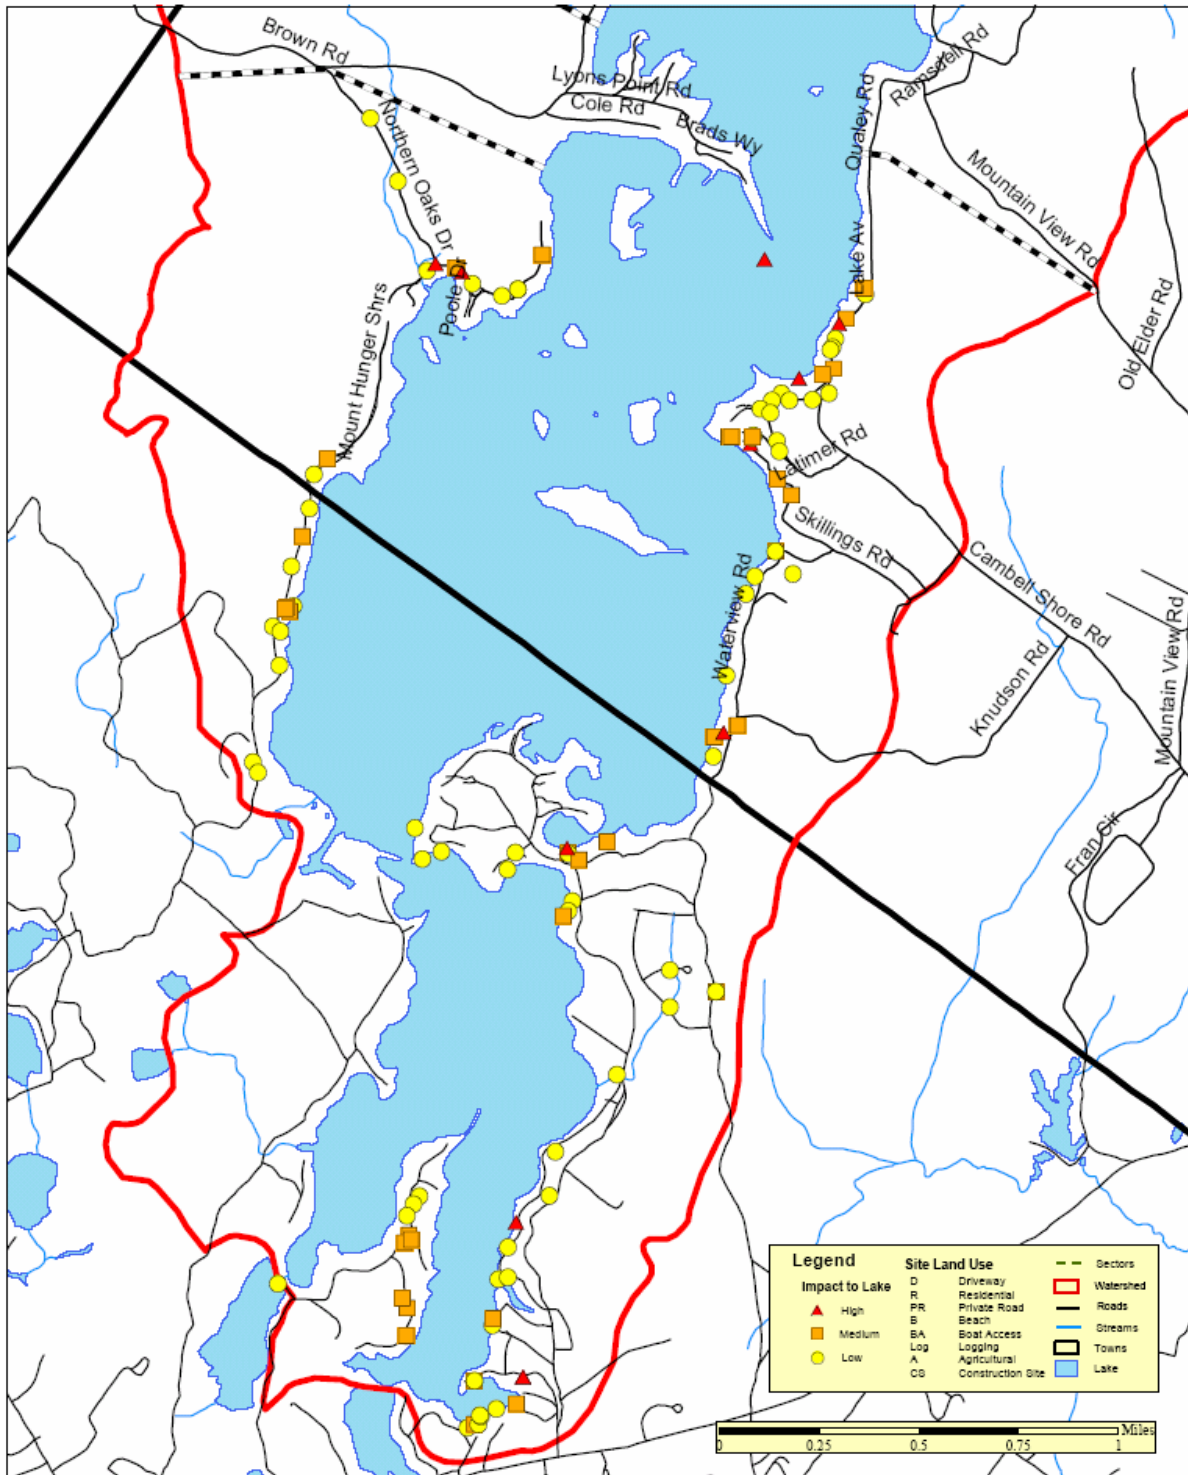 Brown Rd
Lyons Point Rd
Cole Rd
Brads Wy
Ramsdell Rd
Qualey Rd
Northern Oaks Dr
Mountain View Rd
Lake Av
Poole Cir
Mount Hunger Shrs
Old Elder Rd
Latimer Rd
Skillings Rd
Cambell Shore Rd
Waterview Rd
Knudson Rd
Mountain View Rd
Fran Cir
Legend
Impact to Lake
High
Medium
Low
Site Land Use
D Driveway
R Residential
PR Private Road
B Beach
BA Boat Access
Log Logging
A Agricultural
CS Construction Site
Sectors
Watershed
Roads
Streams
Towns
Lake
Miles
0 0.25 0.5 0.75 1